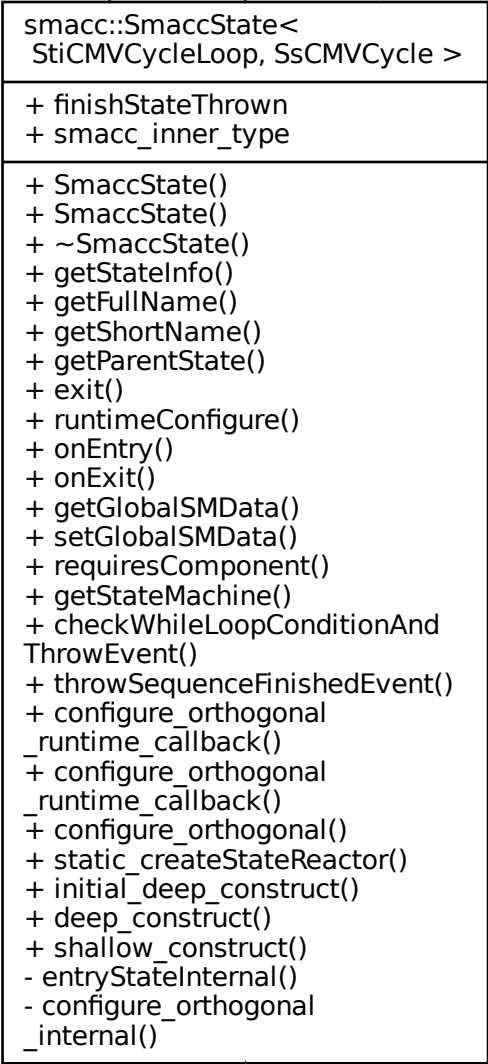 smacc::SmaccState<
StiCMVCycleLoop, SsCMVCycle >
+ finishStateThrown
+ smacc_inner_type
+ SmaccState()
+ SmaccState()
+ ~SmaccState()
+ getStateInfo()
+ getFullName()
+ getShortName()
+ getParentState()
+ exit()
+ runtimeConfigure()
+ onEntry()
+ onExit()
+ getGlobalSMData()
+ setGlobalSMData()
+ requiresComponent()
+ getStateMachine()
+ checkWhileLoopConditionAnd
ThrowEvent()
+ throwSequenceFinishedEvent()
+ configure_orthogonal
_runtime_callback()
+ configure_orthogonal
_runtime_callback()
+ configure_orthogonal()
+ static_createStateReactor()
+ initial_deep_construct()
+ deep_construct()
+ shallow_construct()
- entryStateInternal()
- configure_orthogonal
_internal()